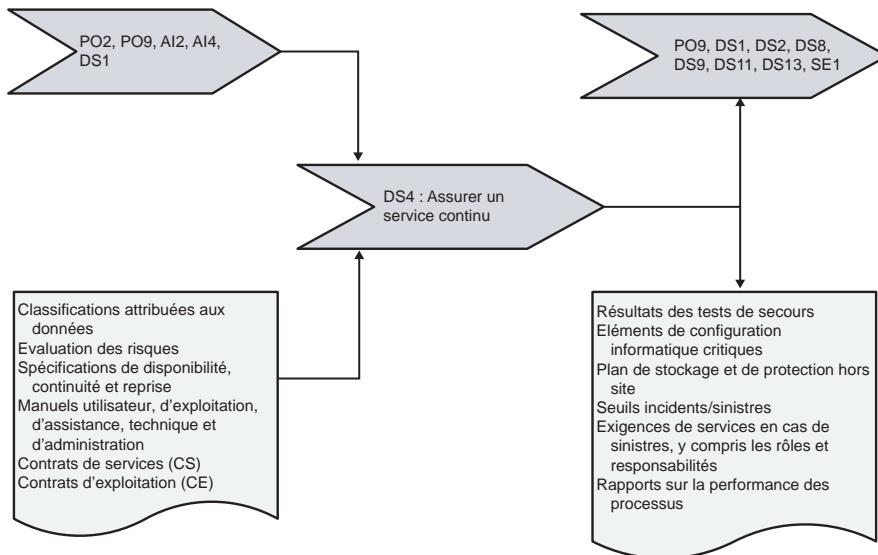 PO2, PO9, AI2, AI4,
DS1
PO9, DS1, DS2, DS8,
DS9, DS11, DS13, SE1
DS4 : Assurer un
service continu
Classifications attribuées aux
données
Evaluation des risques
Spécifications de disponibilité,
continuité et reprise
Manuels utilisateur, d'exploitation,
d'assistance, technique et
d'administration
Contrats de services (CS)
Contrats d'exploitation (CE)
Résultats des tests de secours
Eléments de configuration
informatique critiques
Plan de stockage et de protection hors
site
Seuils incidents/sinistres
Exigences de services en cas de
sinistres, y compris les rôles et
responsabilités
Rapports sur la performance des
processus